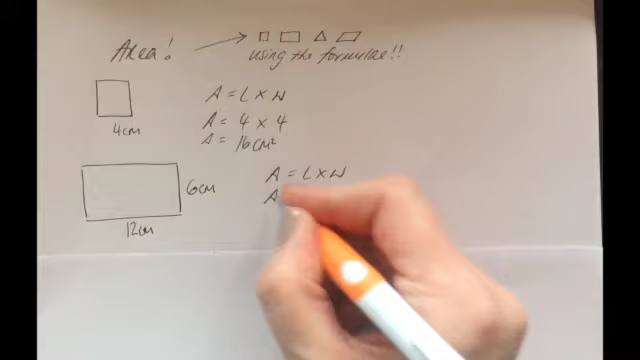 Area!
using the formulae!!
A = L × W
4cm
A = 4 × 4
A = 16cm²
6cm
12cm
A = L × W
A